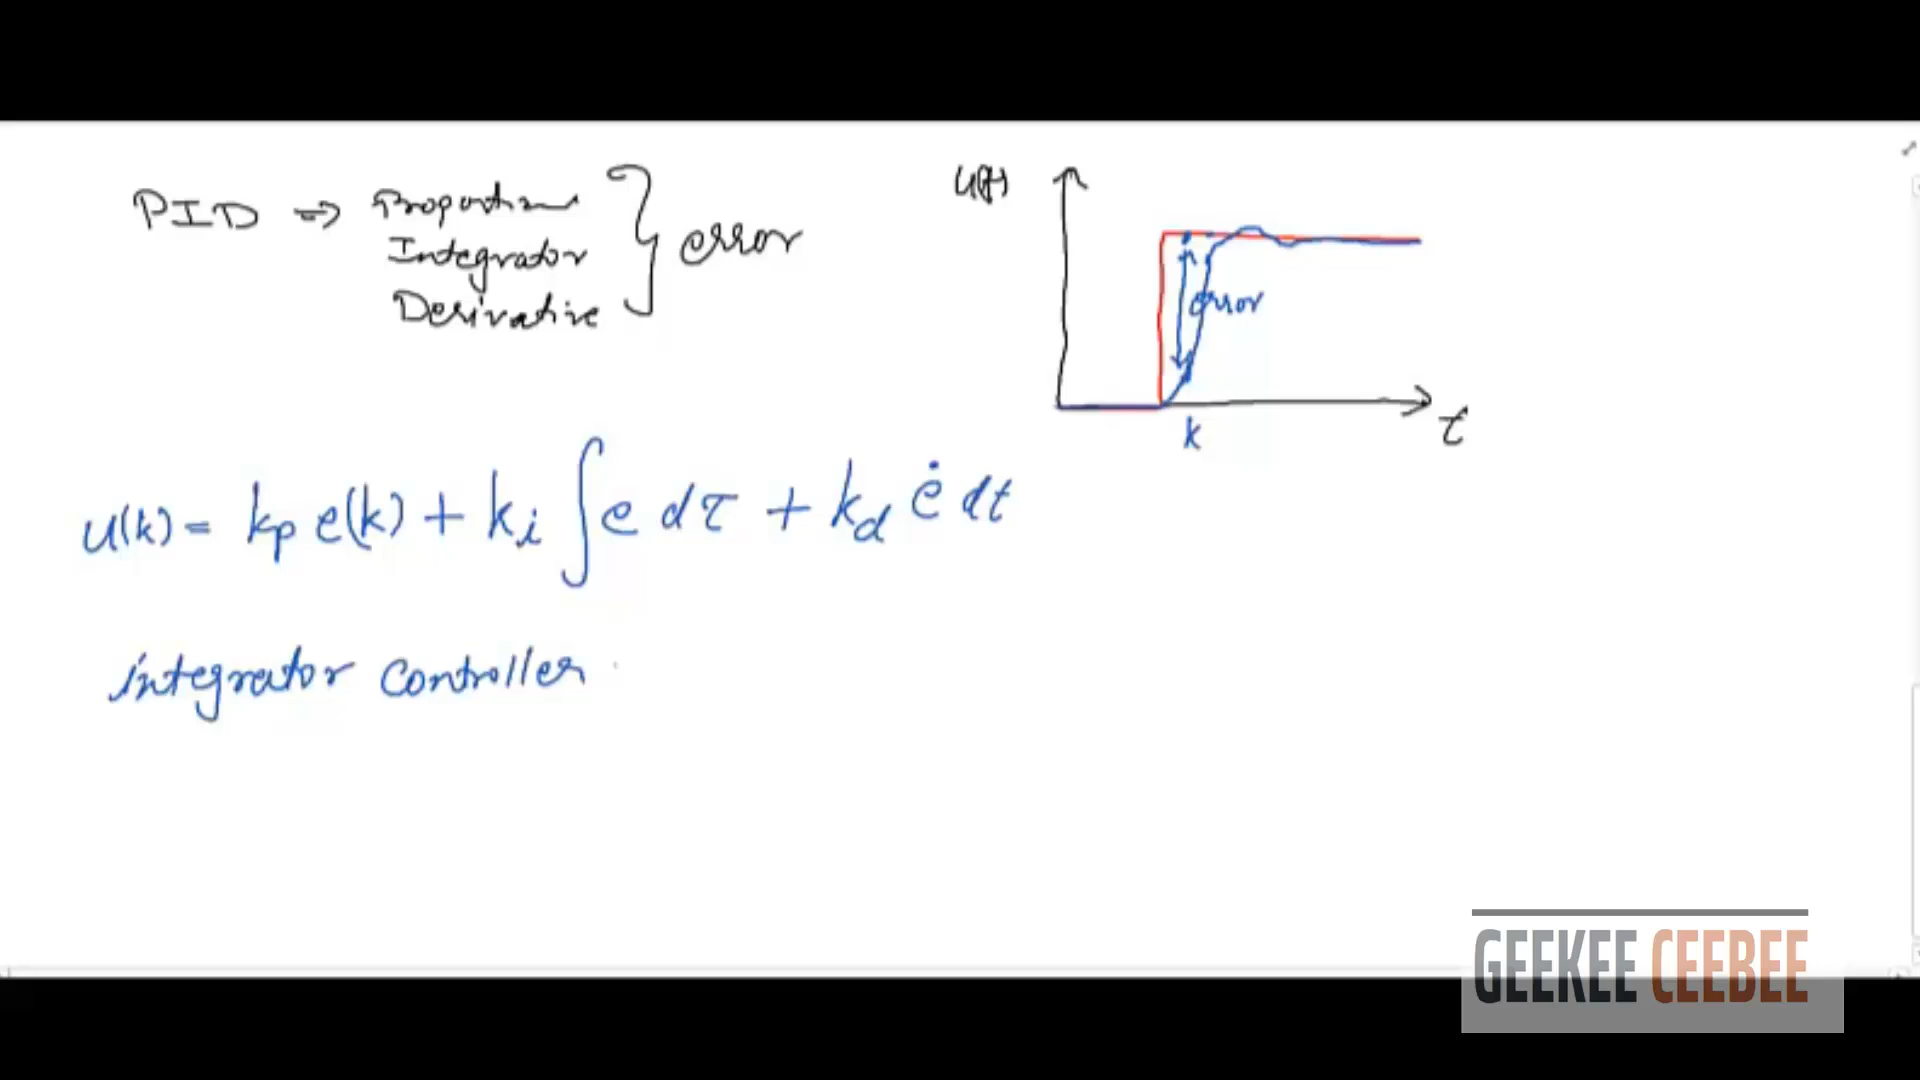 PID ⇒ Proportional
Integrator
Derivative
} error
U(t)
error
k
t
u(k) = kp e(k) + ki ∫ e dτ + kd ė dt
integrator controller
GEEKEE CEEBEE